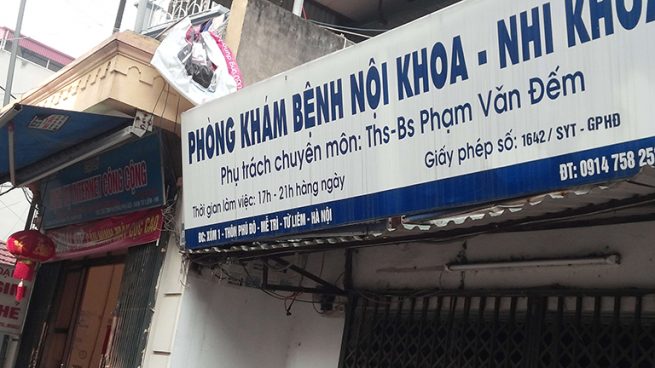 PHÒNG KHÁM BỆNH NỘI KHOA - NHI KHOA
Phụ trách chuyên môn: Ths-Bs Phạm Văn Đếm
Giấy phép số: 1642 / SYT - GPHĐ
Thời gian làm việc: 17h - 21h hàng ngày
ĐT: 0914 758 25
ĐC: XÓM 1 - THÔN PHÚ ĐÔ - MỄ TRÌ - TỪ LIÊM - HÀ NỘI
INTERNET CÔNG CỘNG
CAO